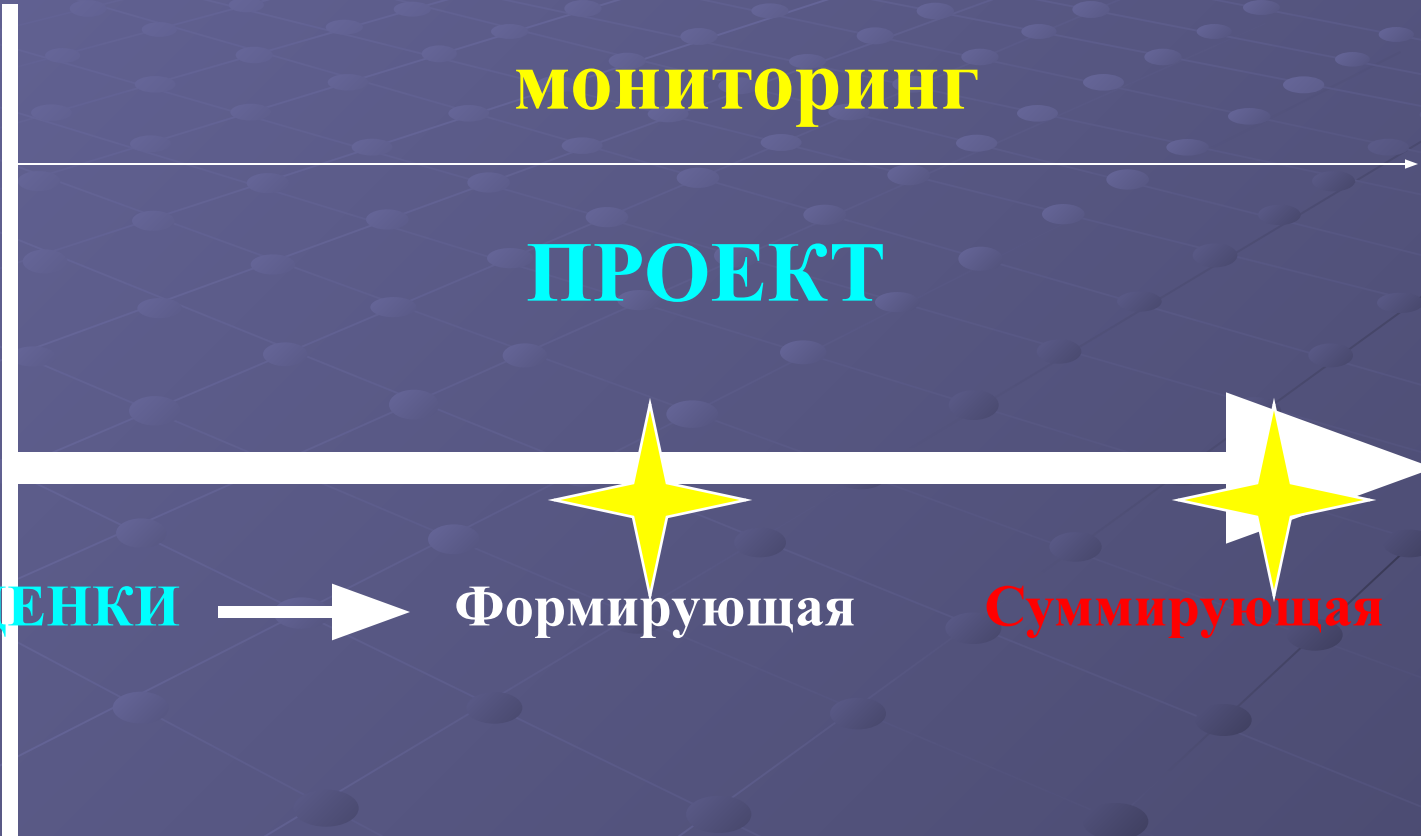 мониторинг
ПРОЕКТ
ЕНКИ Формирующая Суммирующая